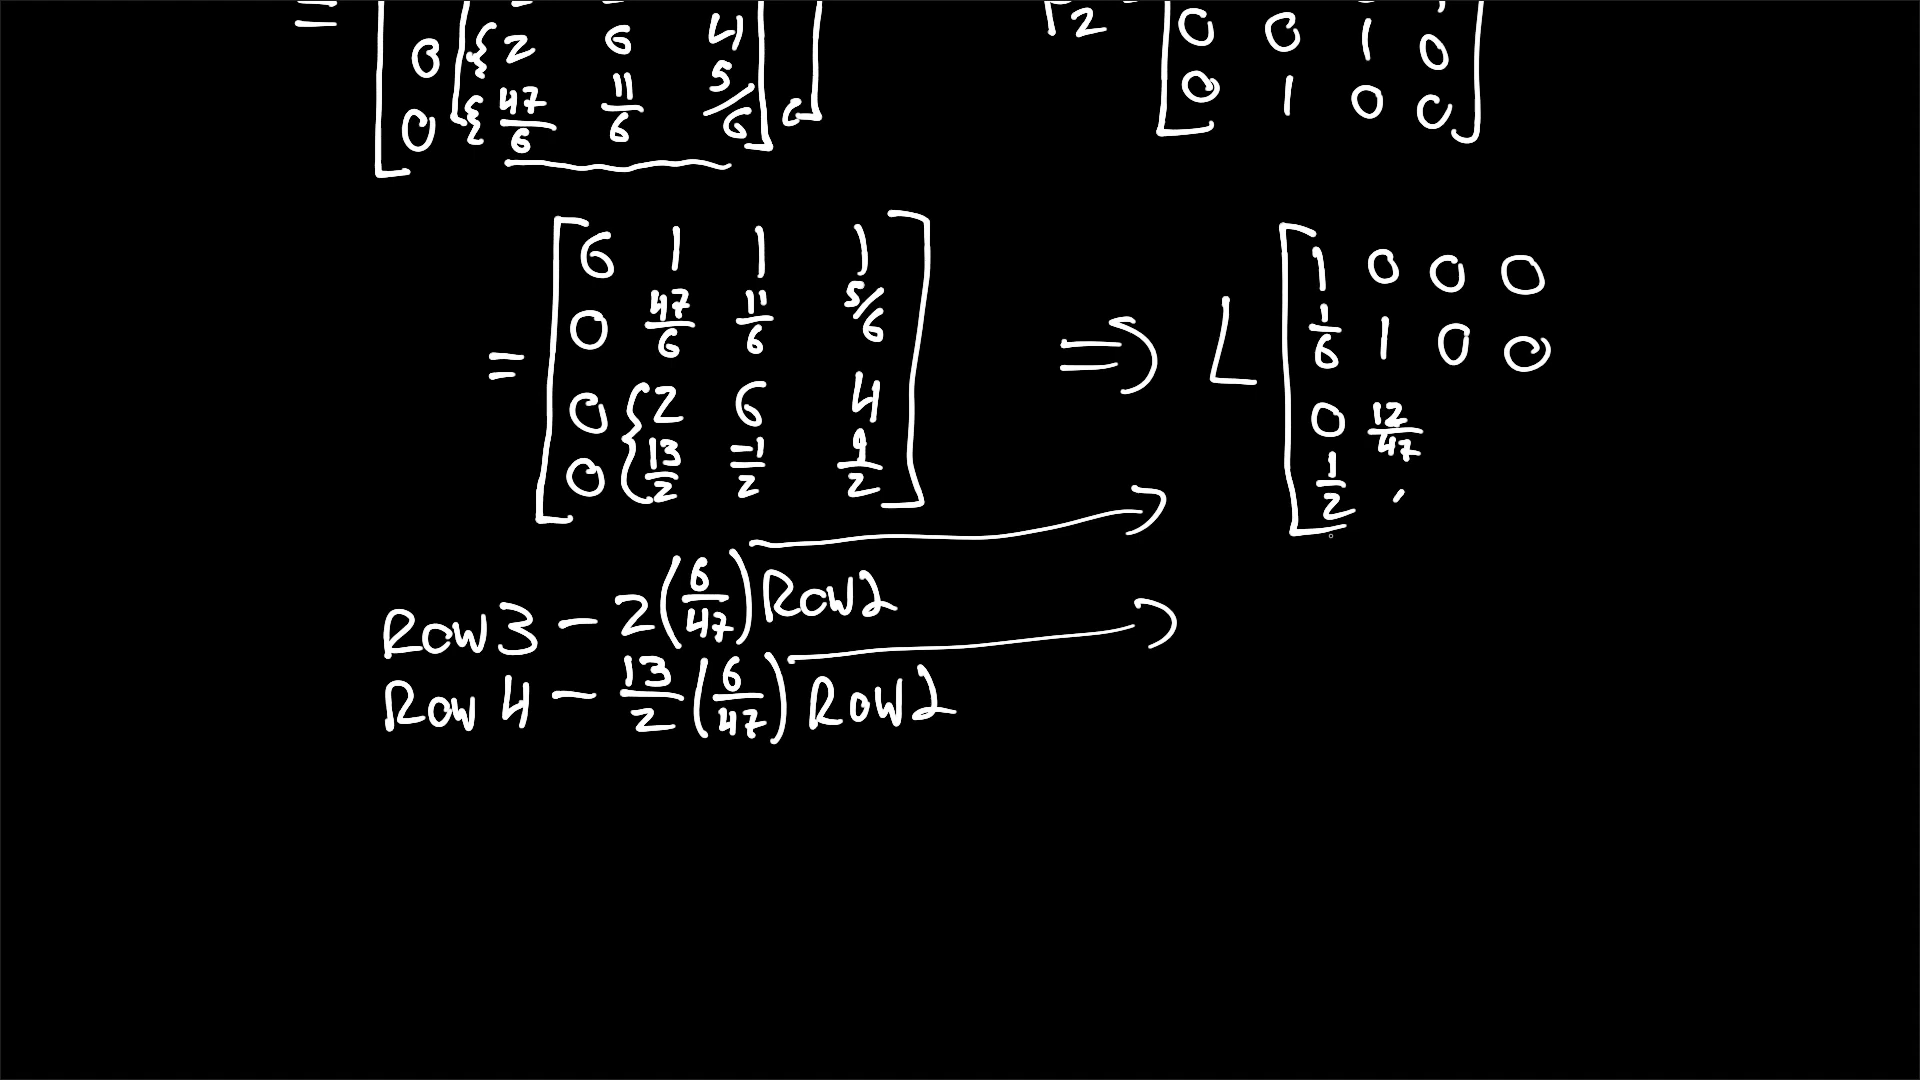 = [ 0 { 2 6 4
0 { 47/6 11/6 5/6 ] 6 ]
P2 - [ 0 0 1 0
0 1 0 0 ]
= [ 6 1 1 1
0 47/6 11/6 5/6
0 { 2 6 4
0 13/2 -1/2 9/2 ]
=> L [ 1 0 0 0
1/6 1 0 0
0 12/47
1/2
Row 3 - 2 (6/47) Row 2
Row 4 - 13/2 (6/47) Row 2